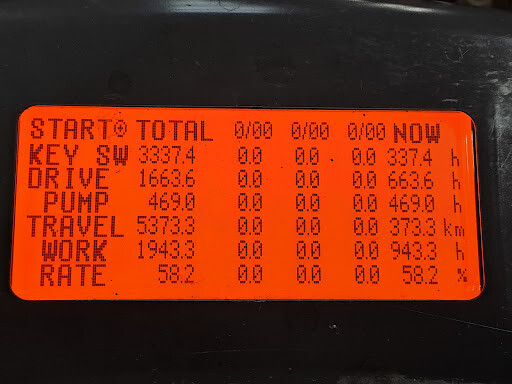 START⊕ TOTAL 0/00 0/00 0/00 NOW
KEY SW 3337.4 0.0 0.0 0.0 337.4 h
DRIVE 1663.6 0.0 0.0 0.0 663.6 h
PUMP 469.0 0.0 0.0 0.0 469.0 h
TRAVEL 5373.3 0.0 0.0 0.0 373.3 km
WORK 1943.3 0.0 0.0 0.0 943.3 h
RATE 58.2 0.0 0.0 0.0 58.2 %